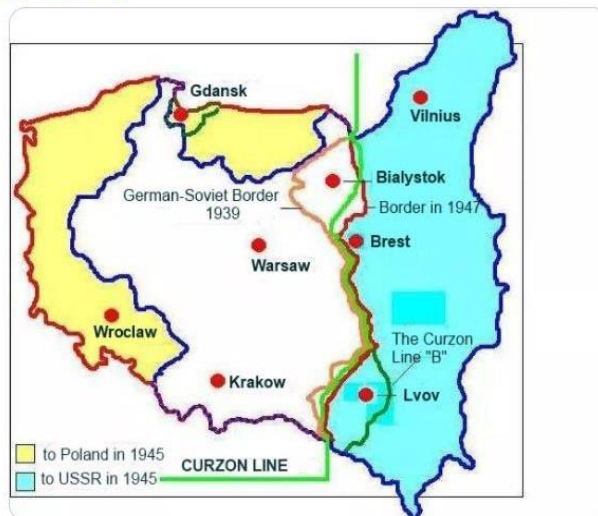 Gdansk
Vilnius
Bialystok
German-Soviet Border
1939
Border in 1947
Brest
Warsaw
Wroclaw
The Curzon
Line "B"
Krakow
Lvov
to Poland in 1945
to USSR in 1945
CURZON LINE